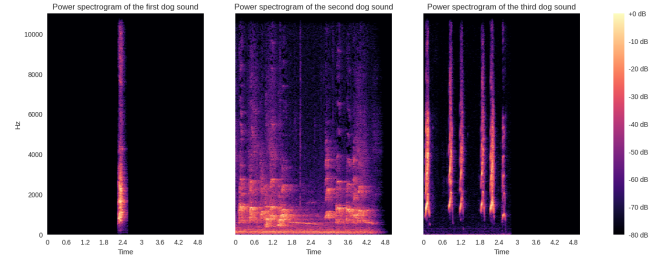 Power spectrogram of the first dog sound
Power spectrogram of the second dog sound
Power spectrogram of the third dog sound
+0 dB
10000
-10 dB
8000
-20 dB
-30 dB
6000
Hz
-40 dB
4000
-50 dB
-60 dB
2000
-70 dB
0
-80 dB
0 0.6 1.2 1.8 2.4 3 3.6 4.2 4.8
0 0.6 1.2 1.8 2.4 3 3.6 4.2 4.8
0 0.6 1.2 1.8 2.4 3 3.6 4.2 4.8
Time
Time
Time